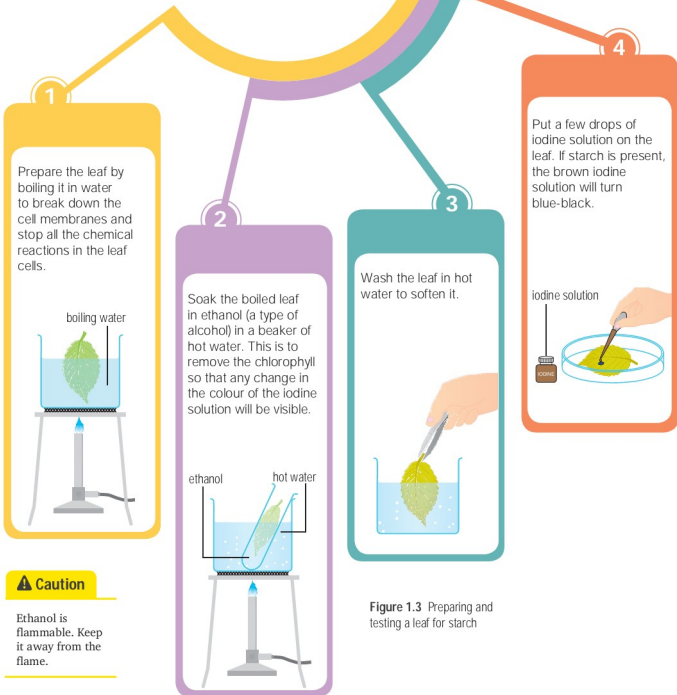 1
Prepare the leaf by
boiling it in water
to break down the
cell membranes and
stop all the chemical
reactions in the leaf
cells.
boiling water
2
Soak the boiled leaf
in ethanol (a type of
alcohol) in a beaker of
hot water. This is to
remove the chlorophyll
so that any change in
the colour of the iodine
solution will be visible.
ethanol
hot water
3
Wash the leaf in hot
water to soften it.
4
Put a few drops of
iodine solution on the
leaf. If starch is present,
the brown iodine
solution will turn
blue-black.
iodine solution
IODINE
Caution
Ethanol is
flammable. Keep
it away from the
flame.
Figure 1.3 Preparing and
testing a leaf for starch